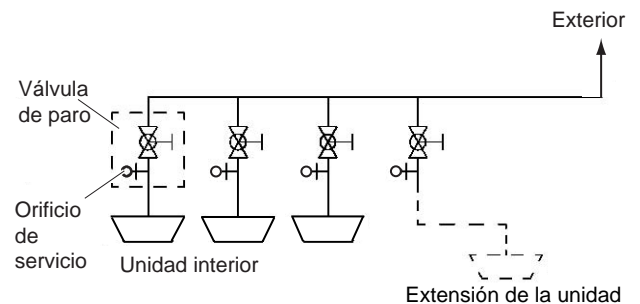 Exterior
Válvula
de paro
Orificio
de
servicio
Unidad interior
Extensión de la unidad